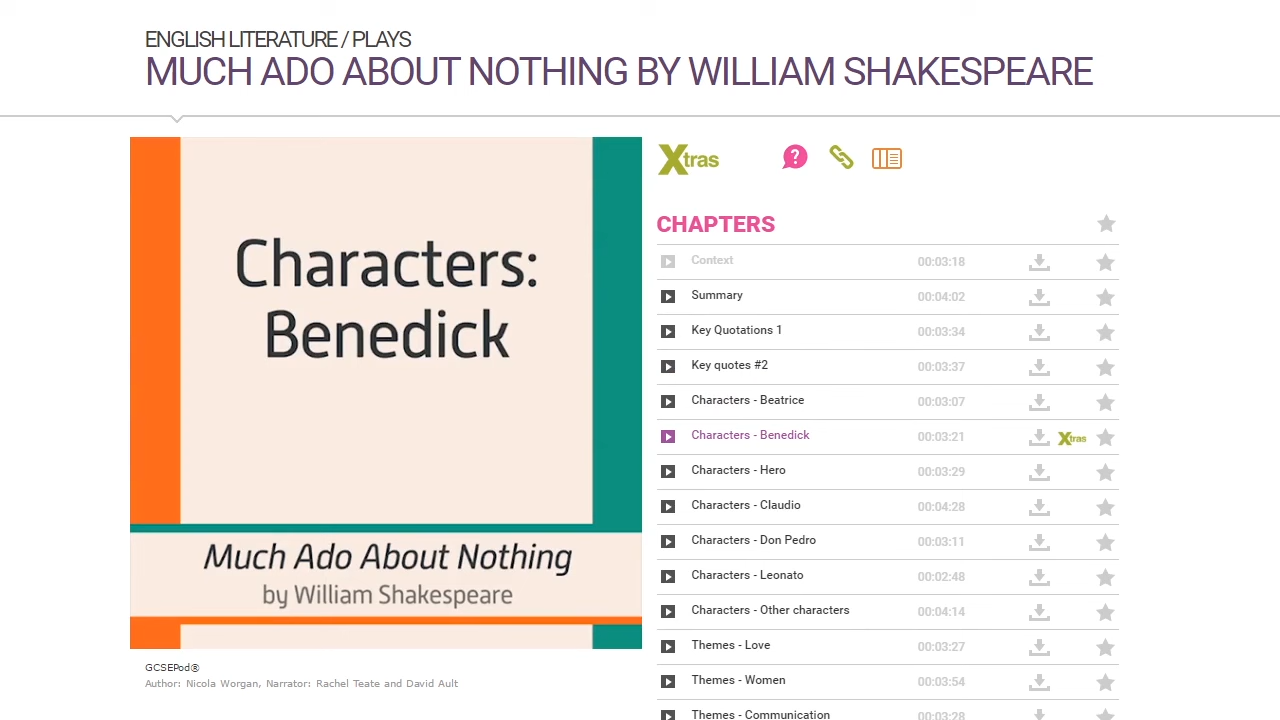 ENGLISH LITERATURE / PLAYS
MUCH ADO ABOUT NOTHING BY WILLIAM SHAKESPEARE
Characters:
Benedick
Much Ado About Nothing
by William Shakespeare
GCSEPod®
Author: Nicola Worgan, Narrator: Rachel Teate and David Ault
Xtras
?
CHAPTERS
Context 00:03:18
Summary 00:04:02
Key Quotations 1 00:03:34
Key quotes #2 00:03:37
Characters - Beatrice 00:03:07
Characters - Benedick 00:03:21 Xtras
Characters - Hero 00:03:29
Characters - Claudio 00:04:28
Characters - Don Pedro 00:03:11
Characters - Leonato 00:02:48
Characters - Other characters 00:04:14
Themes - Love 00:03:27
Themes - Women 00:03:54
Themes - Communication 00:03:28